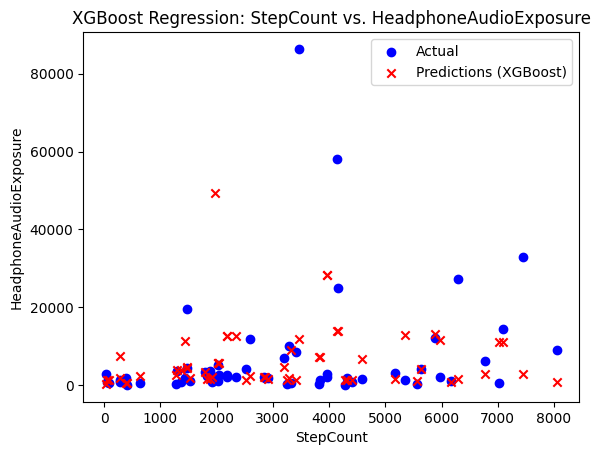 XGBoost Regression: StepCount vs. HeadphoneAudioExposure
Actual
Predictions (XGBoost)
HeadphoneAudioExposure
80000
60000
40000
20000
0
0 1000 2000 3000 4000 5000 6000 7000 8000
StepCount